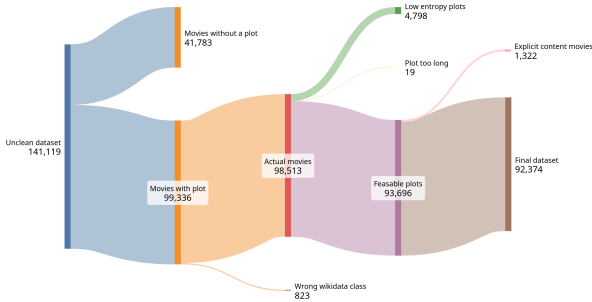 Low entropy plots
4,798
Movies without a plot
41,783
Explicit content movies
1,322
Plot too long
19
Unclean dataset
141,119
Actual movies
98,513
Final dataset
92,374
Movies with plot
99,336
Feasable plots
93,696
Wrong wikidata class
823